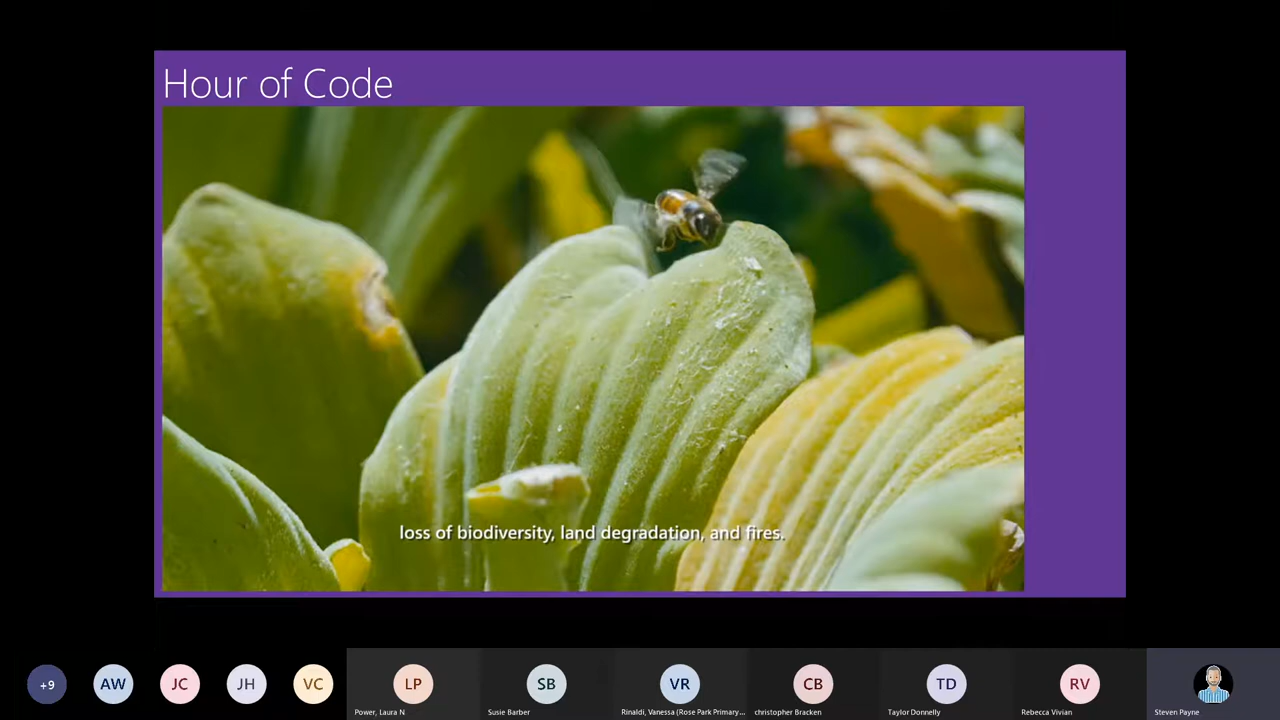 Hour of Code
loss of biodiversity, land degradation, and fires.
+9
AW
JC
JH
VC
LP
SB
VR
CB
TD
RV
Power, Laura N
Susie Barber
Rinaldi, Vanessa (Rose Park Primary...
christopher Bracken
Taylor Donnelly
Rebecca Vivian
Steven Payne